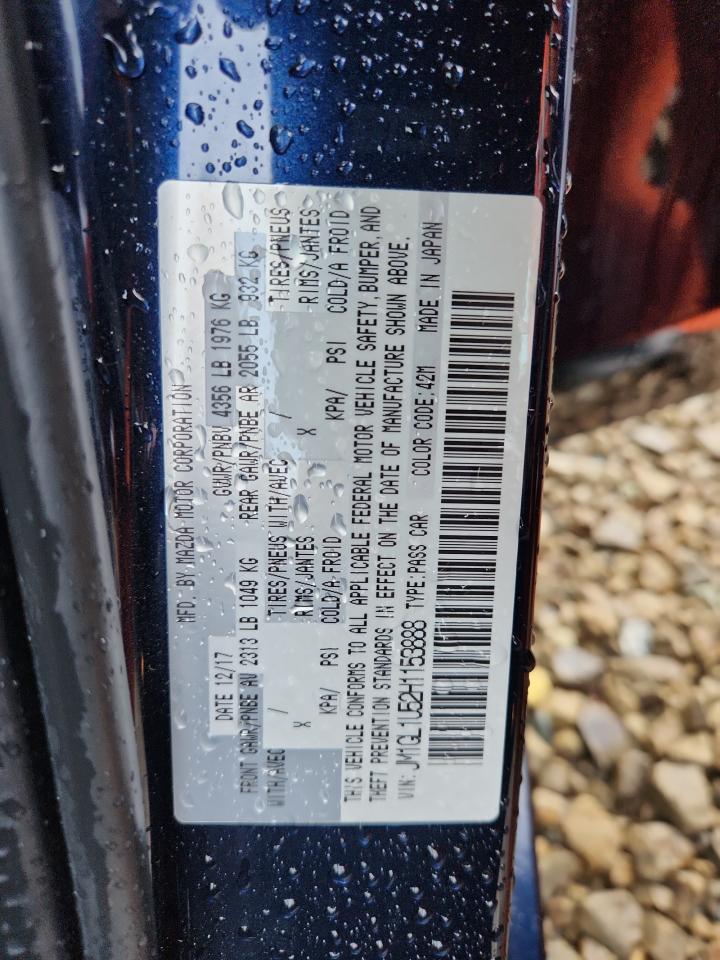 MFD. BY MAZDA MOTOR CORPORATION
DATE 12/17 GVWR/PNBV 4356 LB 1976 KG
FRONT GAWR/PNBE AV 2313 LB 1049 KG REAR GAWR/PNBE AR 2055 LB 932 KG
WITH/AVEC TIRES/PNEUS WITH/AVEC TIRES/PNEUS
/ RIMS/JANTES / RIMS/JANTES
X X
KPA/ PSI COLD/A FROID KPA/ PSI COLD/A FROID
THIS VEHICLE CONFORMS TO ALL APPLICABLE FEDERAL MOTOR VEHICLE SAFETY, BUMPER, AND
THEFT PREVENTION STANDARDS IN EFFECT ON THE DATE OF MANUFACTURE SHOWN ABOVE.
VIN: JM1GL1U52H1153888 TYPE:PASS CAR COLOR CODE:42M MADE IN JAPAN